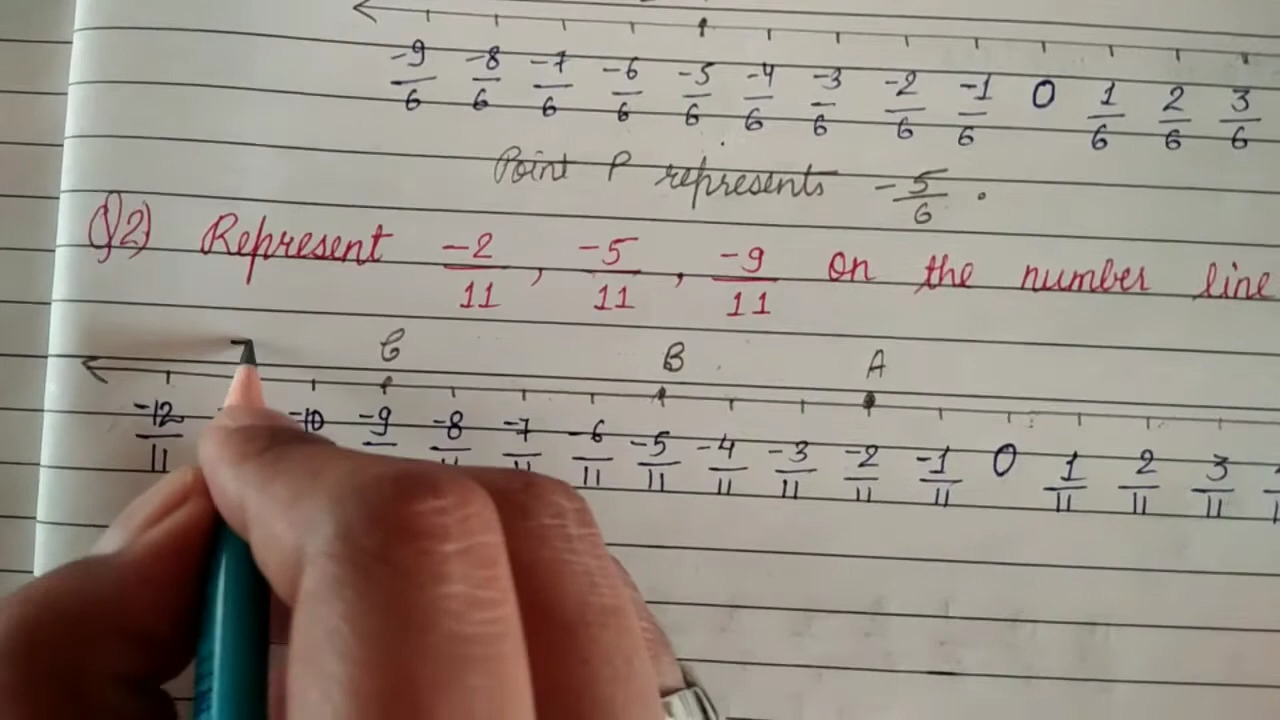 -9/6 -8/6 -7/6 -6/6 -5/6 -4/6 -3/6 -2/6 -1/6 0 1/6 2/6 3/6
Point P represents -5/6 .
Q2) Represent -2/11 , -5/11 , -9/11 on the number line
C B A
-12/11 -10 -9 -8/11 -7/11 -6/11 -5/11 -4/11 -3/11 -2/11 -1/11 0 1/11 2/11 3/11